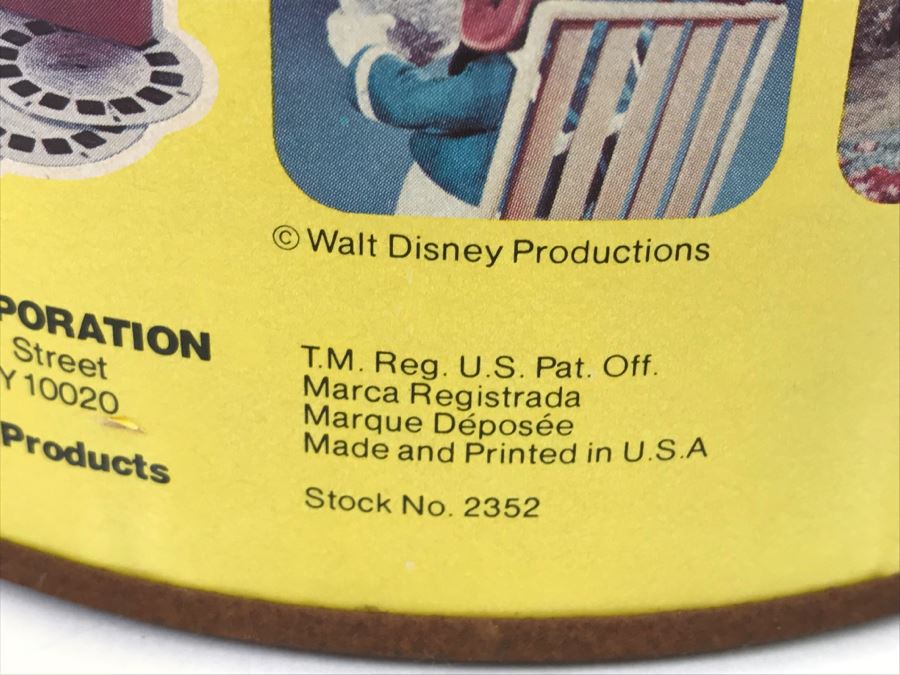 © Walt Disney Productions
PORATION
Street
Y 10020
Products
T.M. Reg. U.S. Pat. Off.
Marca Registrada
Marque Déposée
Made and Printed in U.S.A
Stock No. 2352